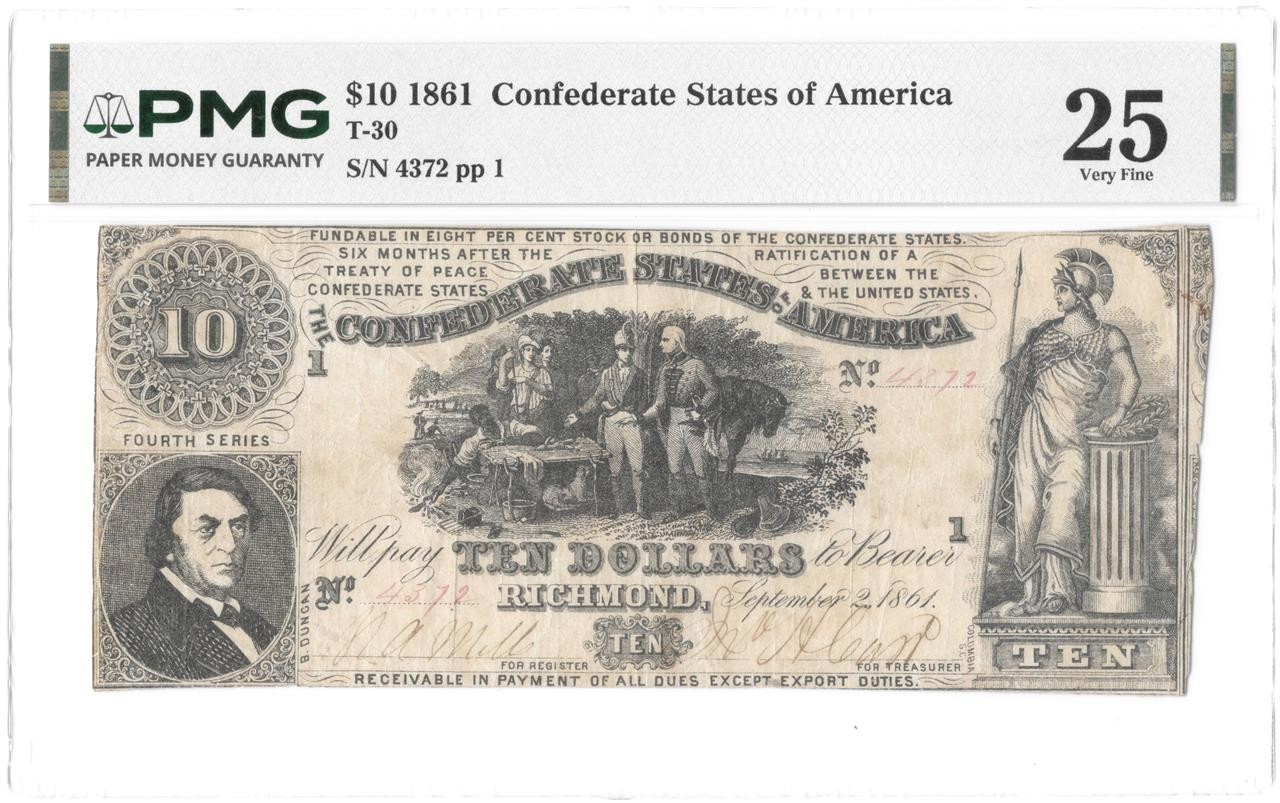 PMG
PAPER MONEY GUARANTY
$10 1861 Confederate States of America
T-30
S/N 4372 pp 1
25
Very Fine
FUNDABLE IN EIGHT PER CENT STOCK OR BONDS OF THE CONFEDERATE STATES.
SIX MONTHS AFTER THE RATIFICATION OF A
TREATY OF PEACE BETWEEN THE
CONFEDERATE STATES & THE UNITED STATES.
THE CONFEDERATE STATES OF AMERICA
10
1
No. 4372
FOURTH SERIES
1
Will pay TEN DOLLARS to Bearer
No. 4372 RICHMOND, September 2, 1861.
B. DUNCAN
TEN
COLUMBIA S.C.
TEN
FOR REGISTER FOR TREASURER
RECEIVABLE IN PAYMENT OF ALL DUES EXCEPT EXPORT DUTIES.